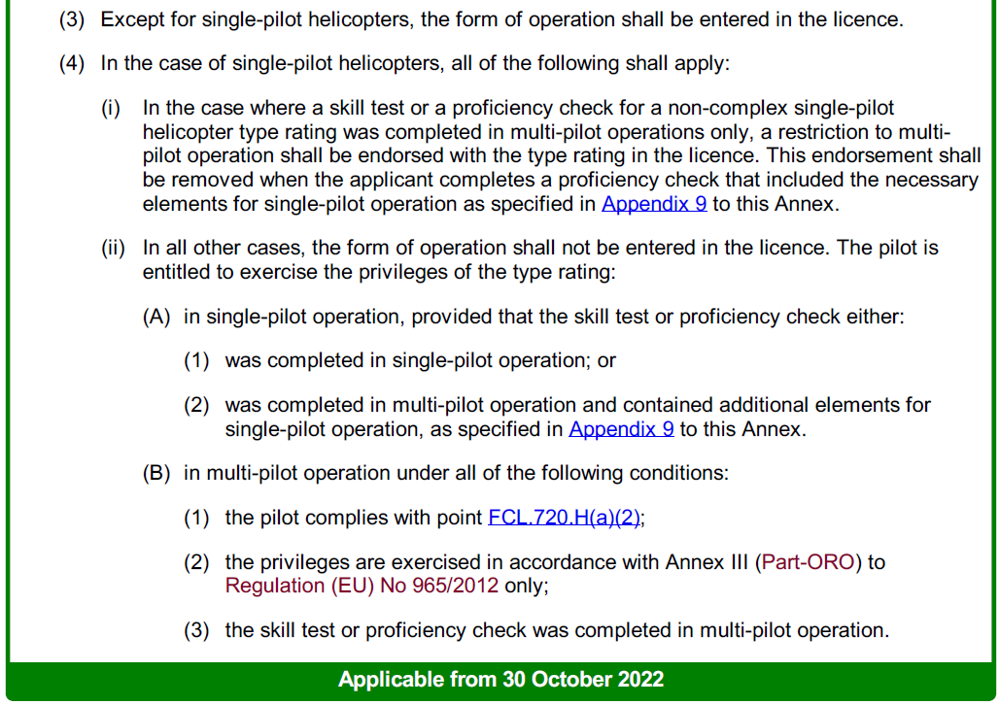 (3) Except for single-pilot helicopters, the form of operation shall be entered in the licence.
(4) In the case of single-pilot helicopters, all of the following shall apply:
(i) In the case where a skill test or a proficiency check for a non-complex single-pilot
helicopter type rating was completed in multi-pilot operations only, a restriction to multi-
pilot operation shall be endorsed with the type rating in the licence. This endorsement shall
be removed when the applicant completes a proficiency check that included the necessary
elements for single-pilot operation as specified in Appendix 9 to this Annex.
(ii) In all other cases, the form of operation shall not be entered in the licence. The pilot is
entitled to exercise the privileges of the type rating:
(A) in single-pilot operation, provided that the skill test or proficiency check either:
(1) was completed in single-pilot operation; or
(2) was completed in multi-pilot operation and contained additional elements for
single-pilot operation, as specified in Appendix 9 to this Annex.
(B) in multi-pilot operation under all of the following conditions:
(1) the pilot complies with point FCL.720.H(a)(2);
(2) the privileges are exercised in accordance with Annex III (Part-ORO) to
Regulation (EU) No 965/2012 only;
(3) the skill test or proficiency check was completed in multi-pilot operation.
Applicable from 30 October 2022